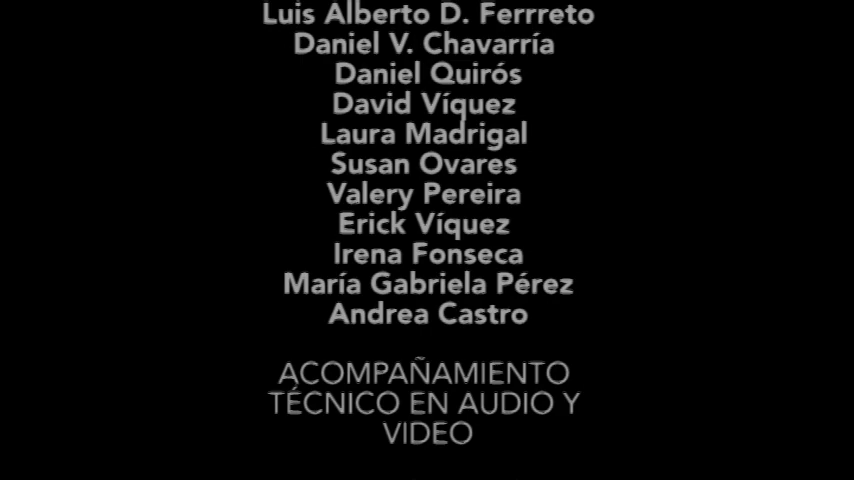 Luis Alberto D. Ferrreto
Daniel V. Chavarría
Daniel Quirós
David Víquez
Laura Madrigal
Susan Ovares
Valery Pereira
Erick Víquez
Irena Fonseca
María Gabriela Pérez
Andrea Castro
ACOMPAÑAMIENTO
TÉCNICO EN AUDIO Y
VIDEO